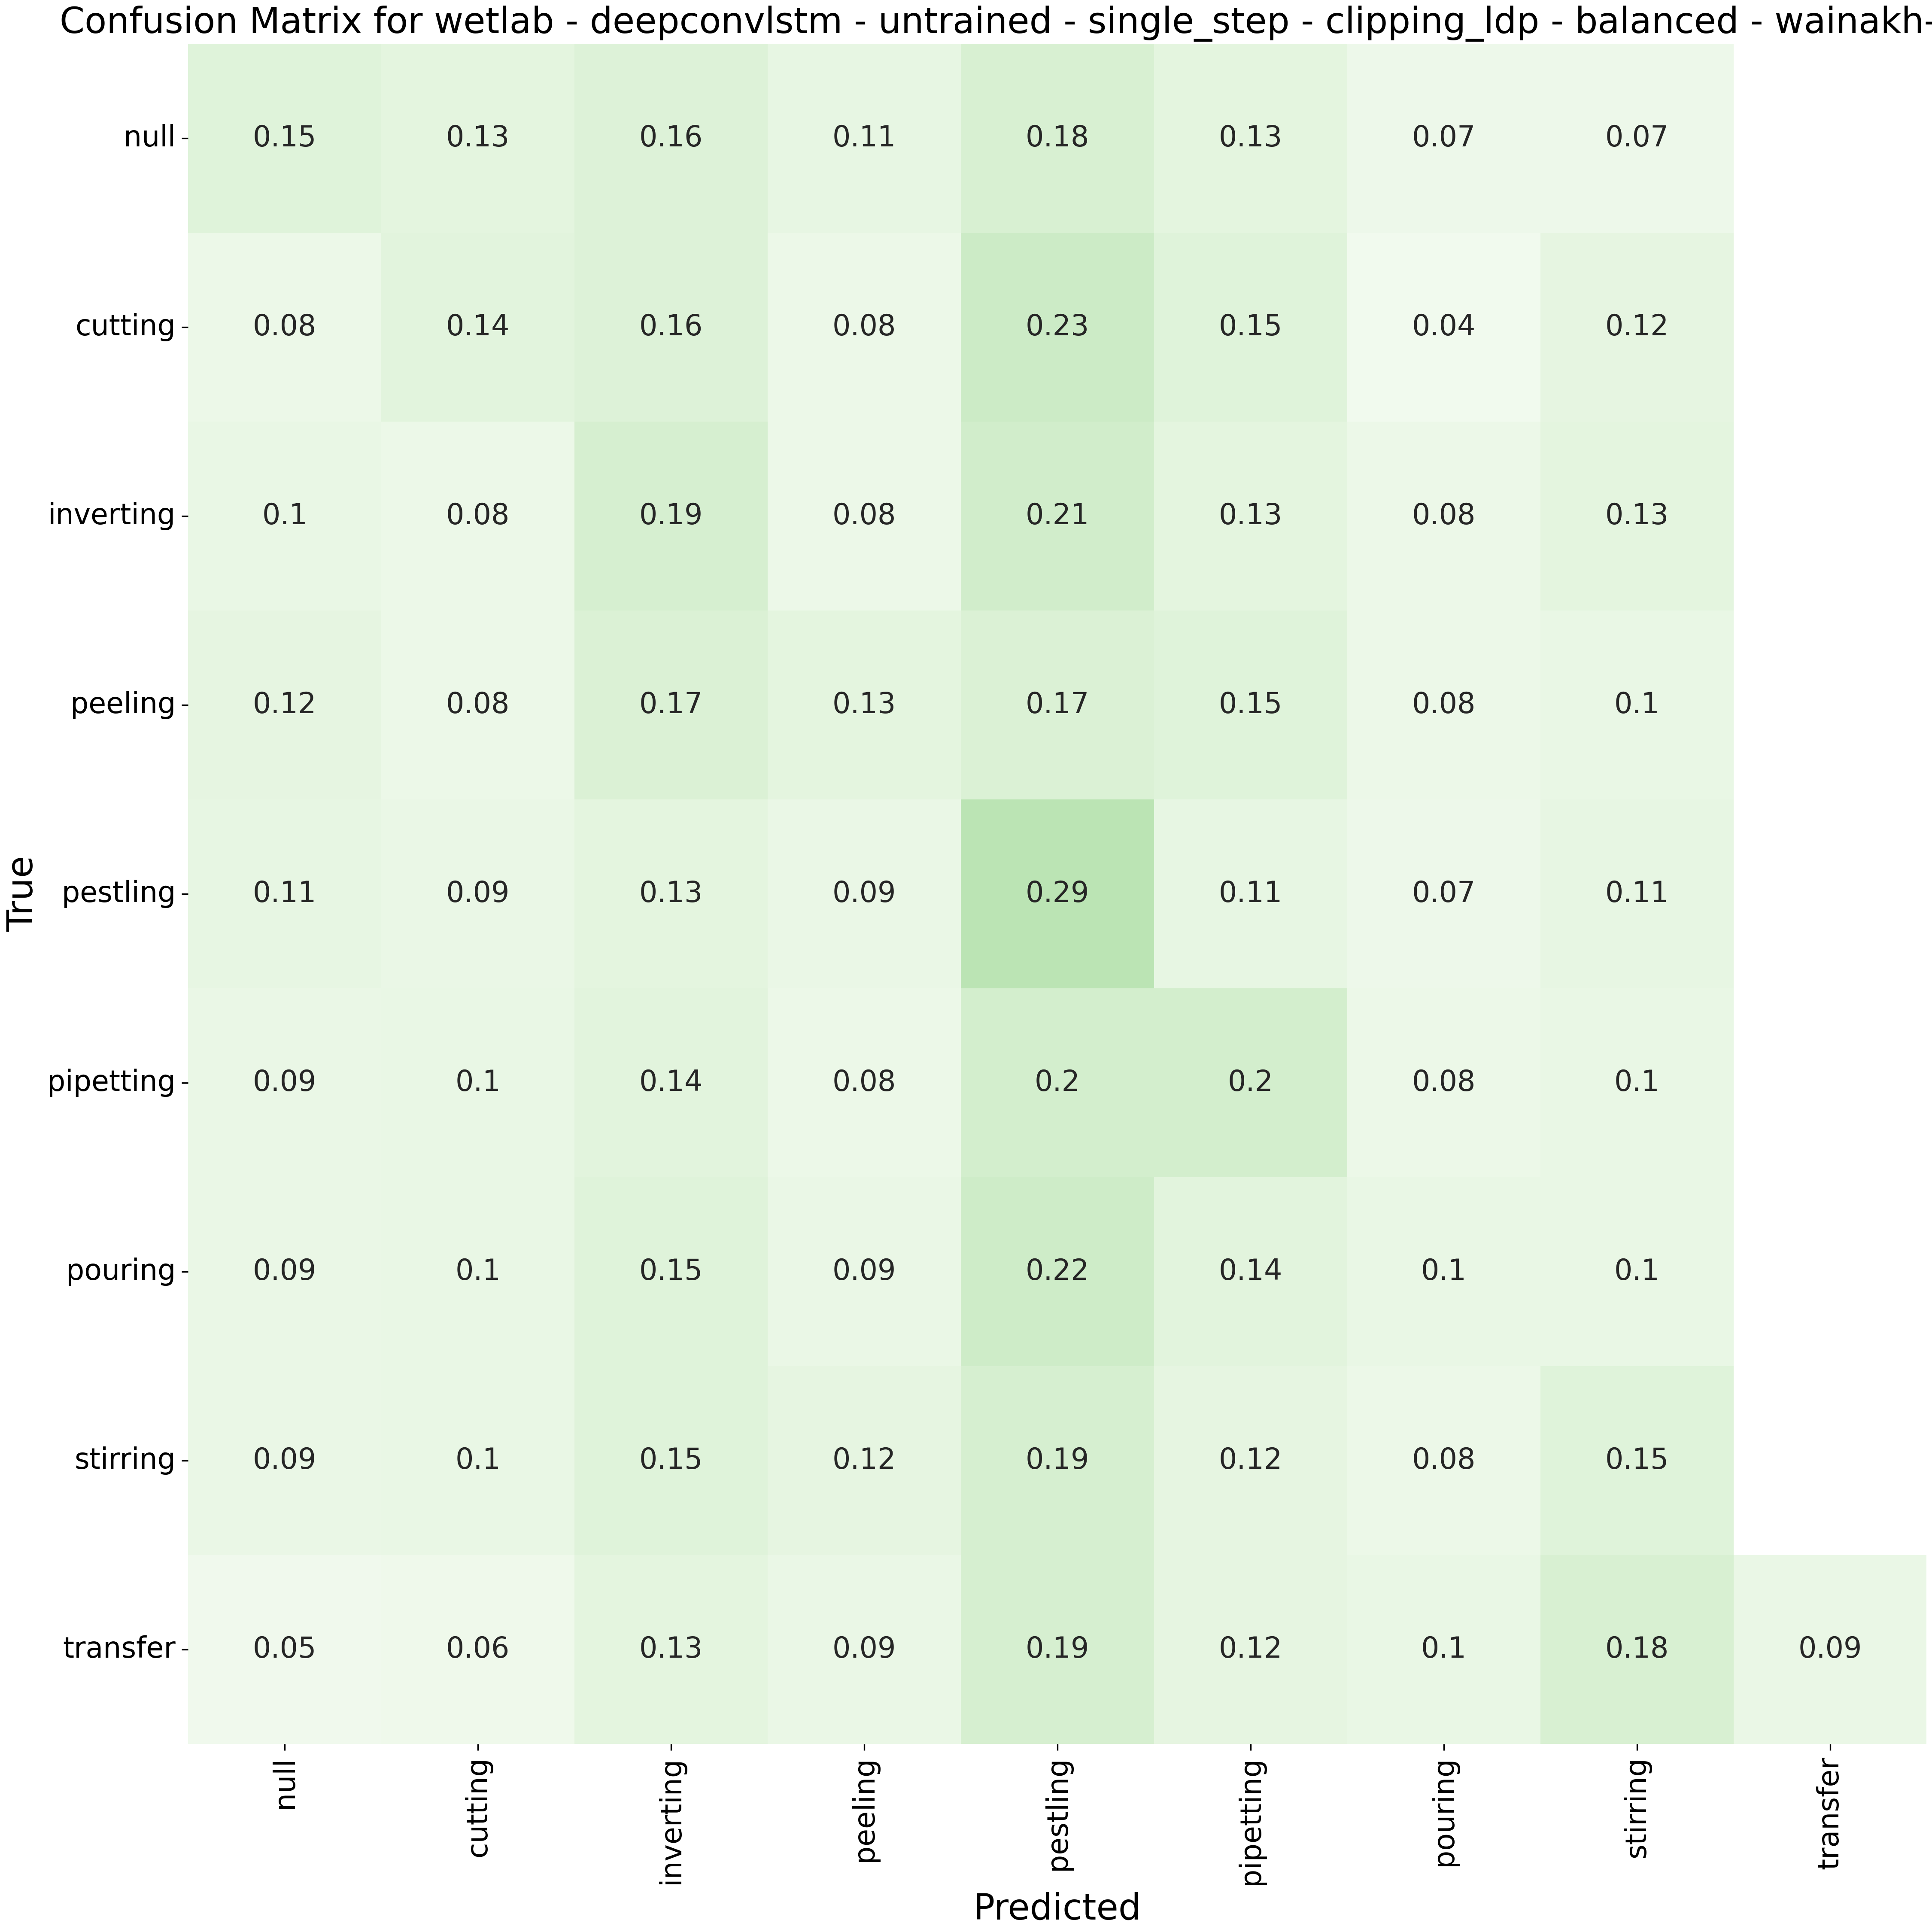 Confusion Matrix for wetlab - deepconvlstm - untrained - single_step - clipping_ldp - balanced - wainakh-
null 0.15 0.13 0.16 0.11 0.18 0.13 0.07 0.07
cutting 0.08 0.14 0.16 0.08 0.23 0.15 0.04 0.12
inverting 0.1 0.08 0.19 0.08 0.21 0.13 0.08 0.13
peeling 0.12 0.08 0.17 0.13 0.17 0.15 0.08 0.1
pestling 0.11 0.09 0.13 0.09 0.29 0.11 0.07 0.11
pipetting 0.09 0.1 0.14 0.08 0.2 0.2 0.08 0.1
pouring 0.09 0.1 0.15 0.09 0.22 0.14 0.1 0.1
stirring 0.09 0.1 0.15 0.12 0.19 0.12 0.08 0.15
transfer 0.05 0.06 0.13 0.09 0.19 0.12 0.1 0.18 0.09
True
null cutting inverting peeling pestling pipetting pouring stirring transfer
Predicted